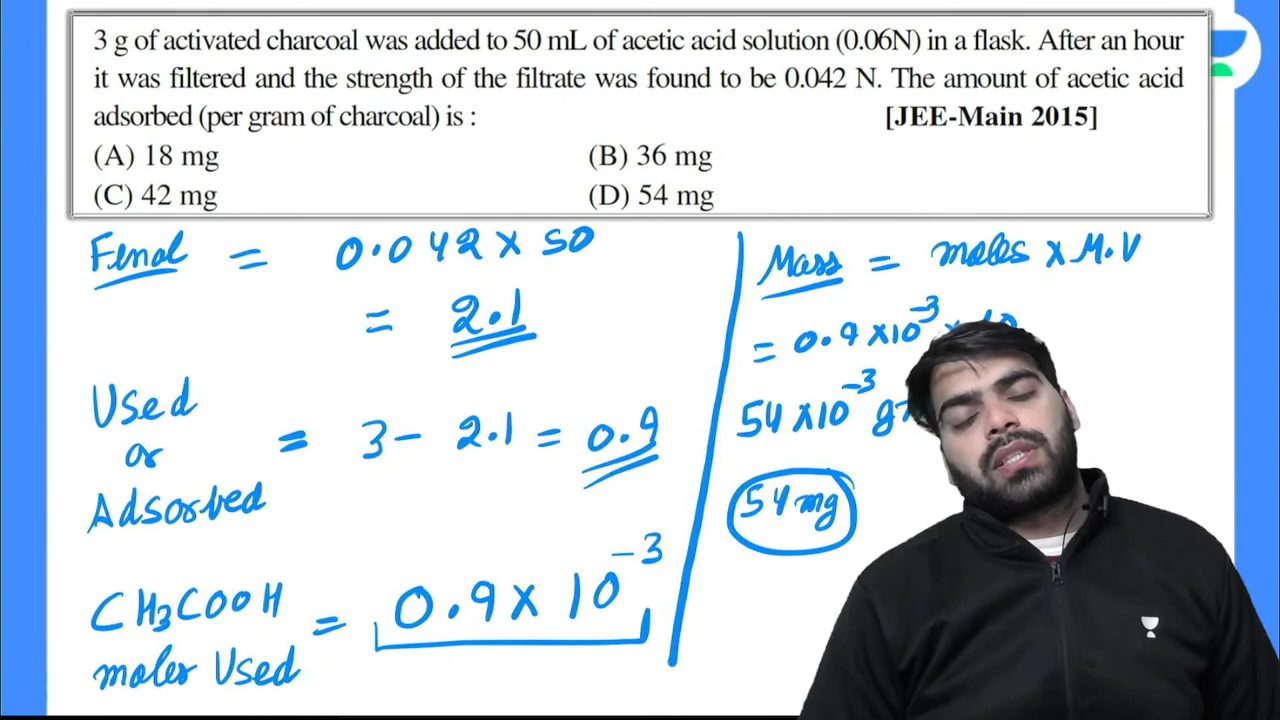 3 g of activated charcoal was added to 50 mL of acetic acid solution (0.06N) in a flask. After an hour
it was filtered and the strength of the filtrate was found to be 0.042 N. The amount of acetic acid
adsorbed (per gram of charcoal) is : [JEE-Main 2015]
(A) 18 mg (B) 36 mg
(C) 42 mg (D) 54 mg
Fenol = 0.042 x 50
= 2.1
Used
or = 3 - 2.1 = 0.9
Adsorbed
CH3COOH = 0.9 x 10^-3
moles Used
Mass = moles x M.V
= 0.9 x 10^-3 x
54 x 10^-3
54 mg